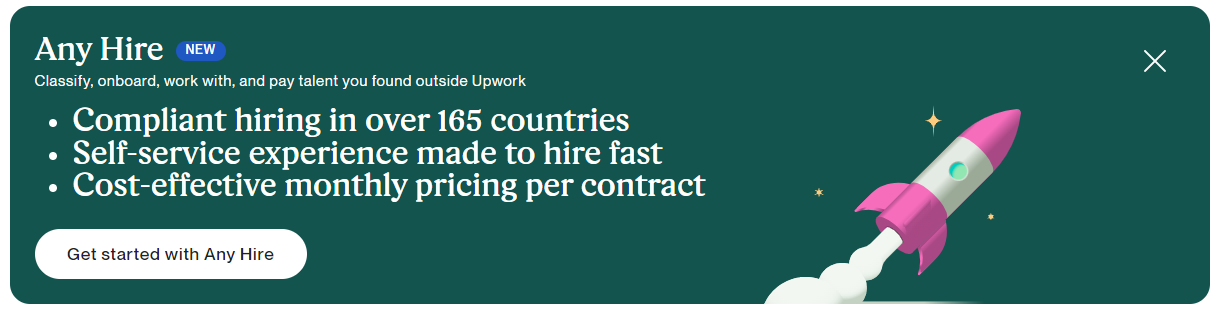 Any Hire NEW
Classify, onboard, work with, and pay talent you found outside Upwork
• Compliant hiring in over 165 countries
• Self-service experience made to hire fast
• Cost-effective monthly pricing per contract
Get started with Any Hire